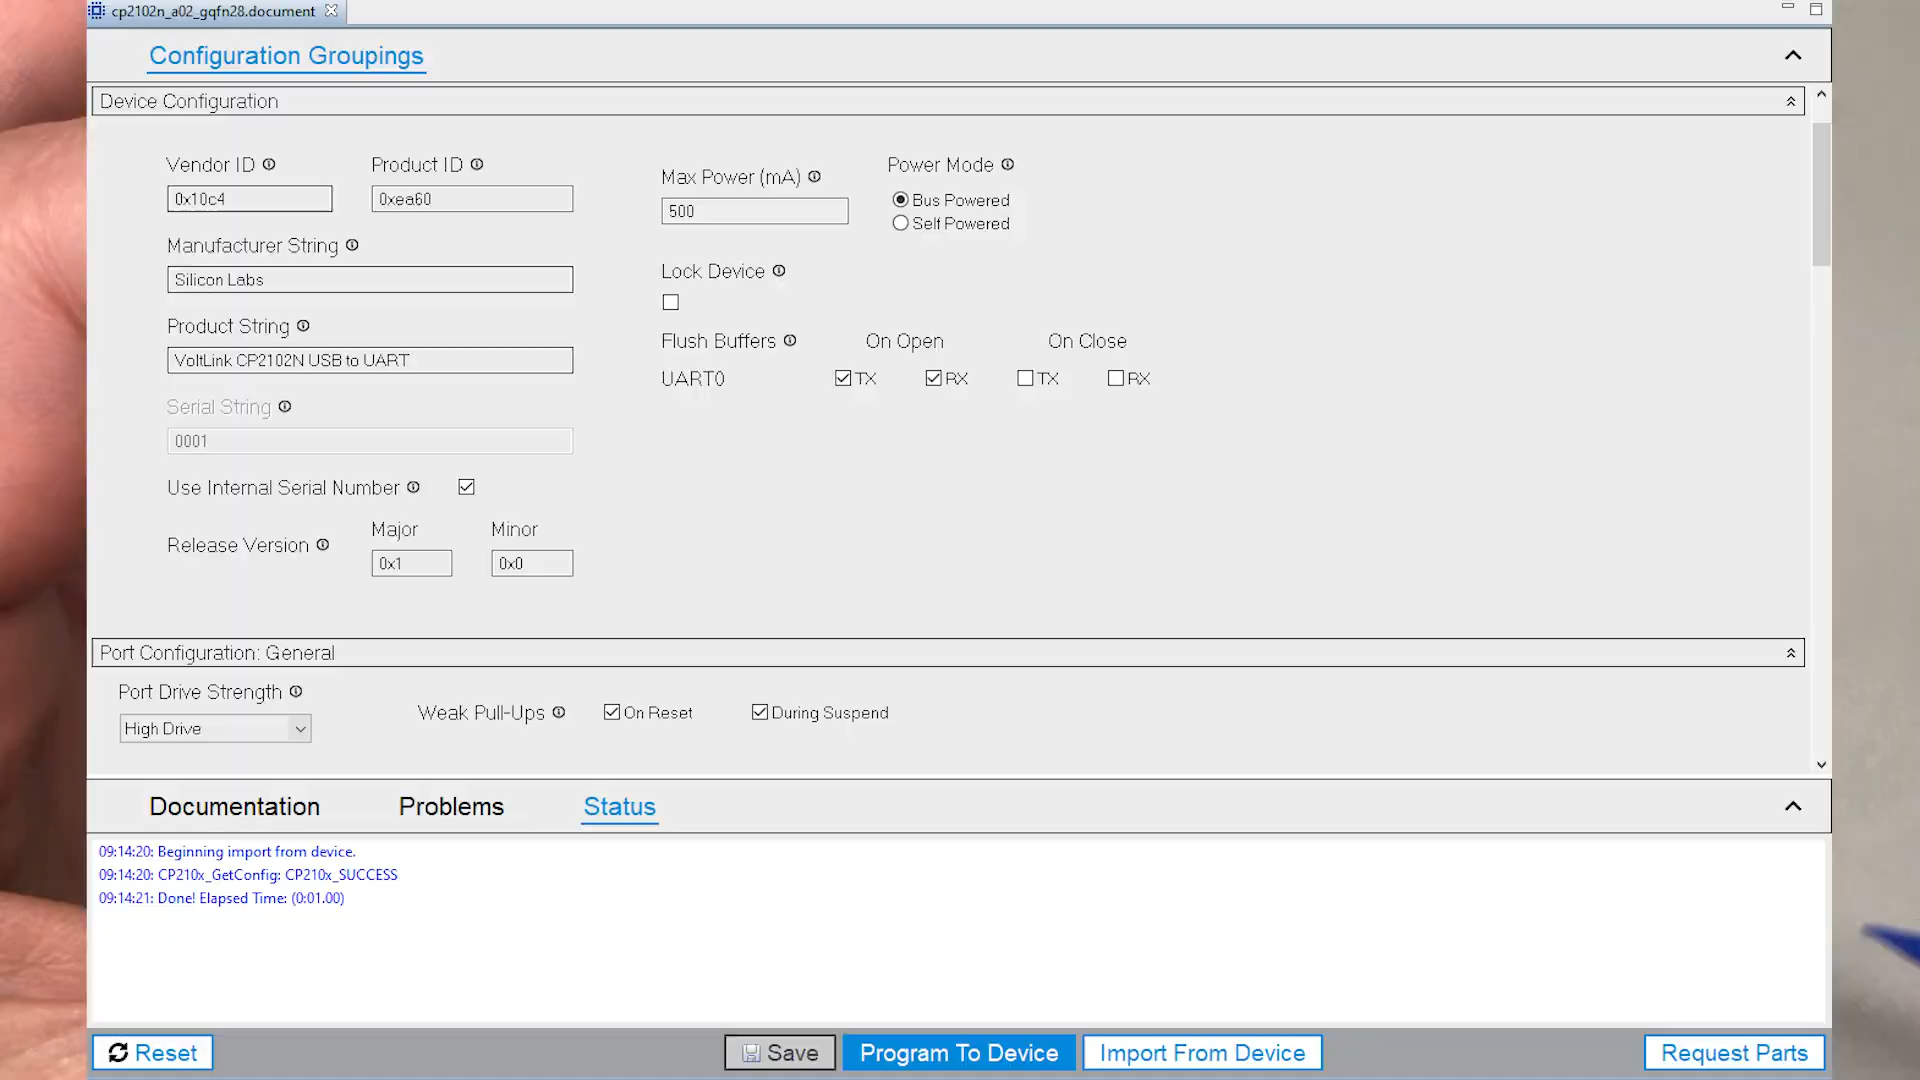 cp2102n_a02_gqfn28.document
Configuration Groupings
Device Configuration
Vendor ID
Product ID
Max Power (mA)
Power Mode
0x10c4
0xea60
500
Bus Powered
Self Powered
Manufacturer String
Silicon Labs
Lock Device
Product String
VoltLink CP2102N USB to UART
Flush Buffers On Open On Close
UART0 TX RX TX RX
Serial String
0001
Use Internal Serial Number
Release Version
Major
Minor
0x1
0x0
Port Configuration: General
Port Drive Strength
High Drive
Weak Pull-Ups On Reset During Suspend
Documentation Problems Status
09:14:20: Beginning import from device.
09:14:20: CP210x_GetConfig: CP210x_SUCCESS
09:14:21: Done! Elapsed Time: (0:01.00)
Reset Save Program To Device Import From Device Request Parts